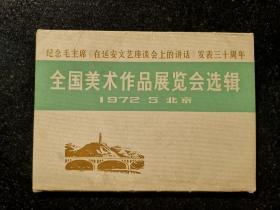 纪念毛主席《在延安文艺座谈会上的讲话》发表三十周年
全国美术作品展览会选辑
1972 5 北京